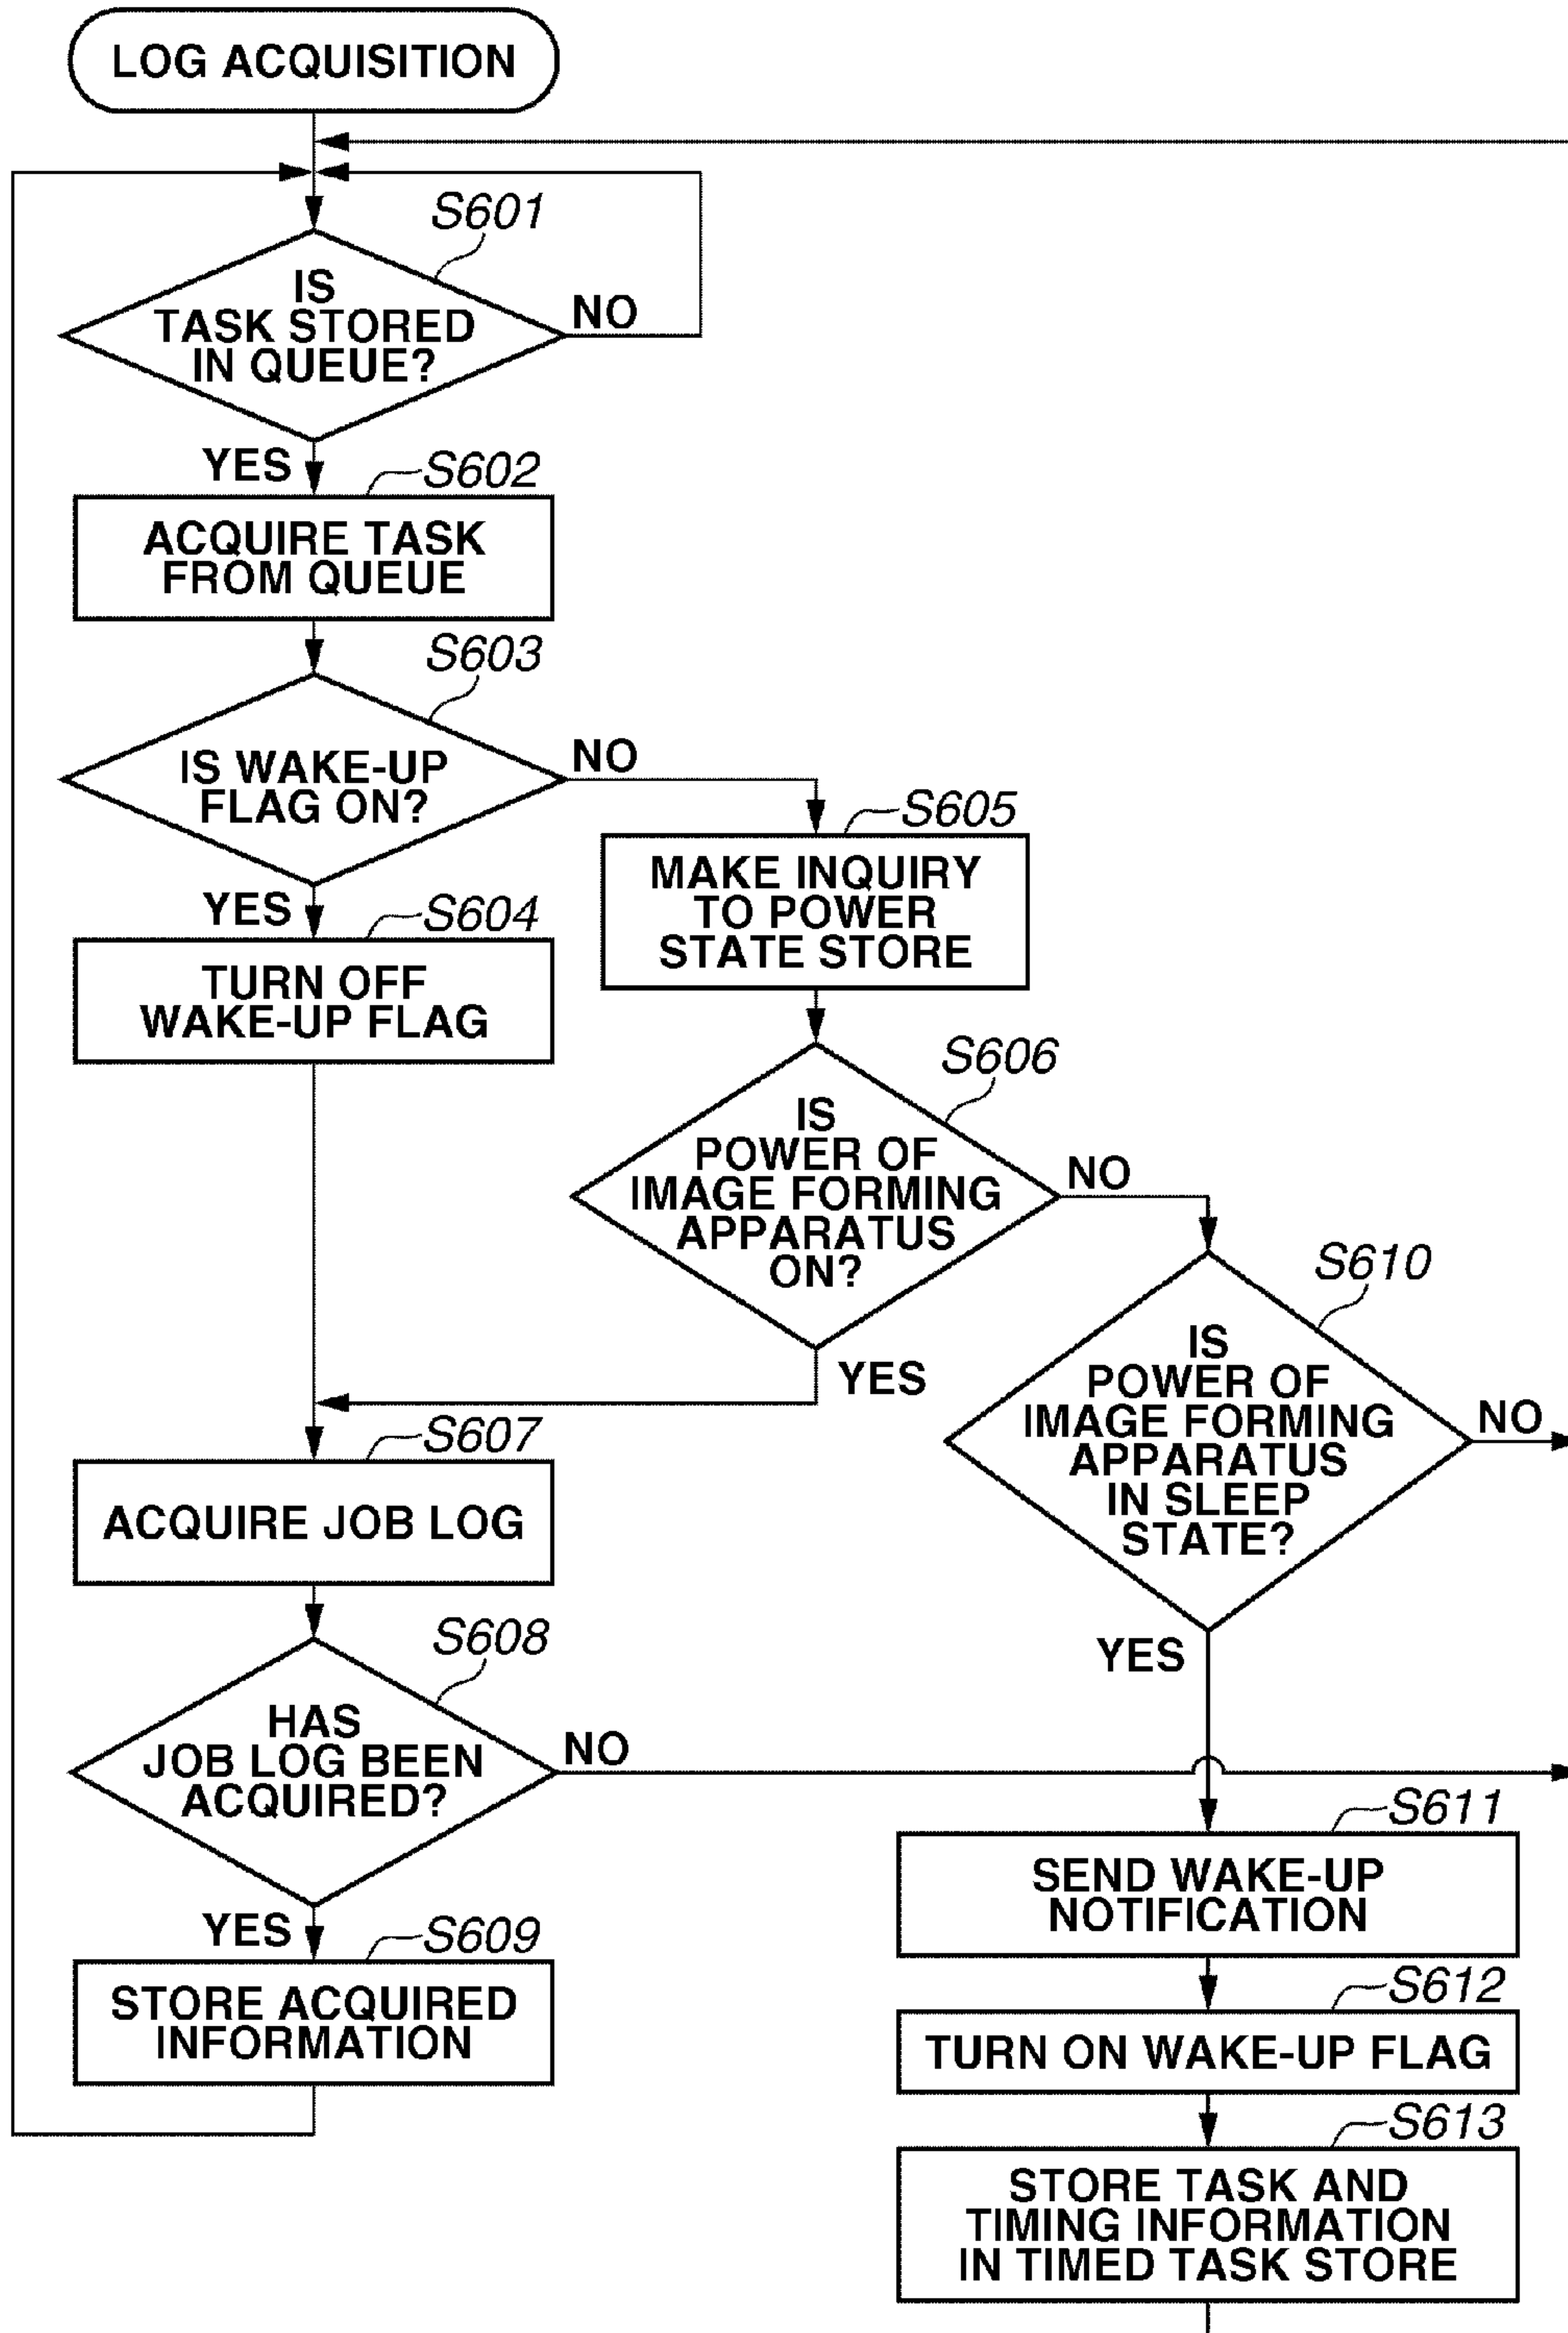 LOG ACQUISITION
S601
IS
TASK STORED
IN QUEUE?
NO
YES
S602
ACQUIRE TASK
FROM QUEUE
S603
IS WAKE-UP
FLAG ON?
NO
YES
S604
TURN OFF
WAKE-UP FLAG
S605
MAKE INQUIRY
TO POWER
STATE STORE
S606
IS
POWER OF
IMAGE FORMING
APPARATUS
ON?
NO
YES
S607
ACQUIRE JOB LOG
S608
HAS
JOB LOG BEEN
ACQUIRED?
NO
YES
S609
STORE ACQUIRED
INFORMATION
S610
IS
POWER OF
IMAGE FORMING
APPARATUS
IN SLEEP
STATE?
NO
YES
S611
SEND WAKE-UP
NOTIFICATION
S612
TURN ON WAKE-UP FLAG
S613
STORE TASK AND
TIMING INFORMATION
IN TIMED TASK STORE